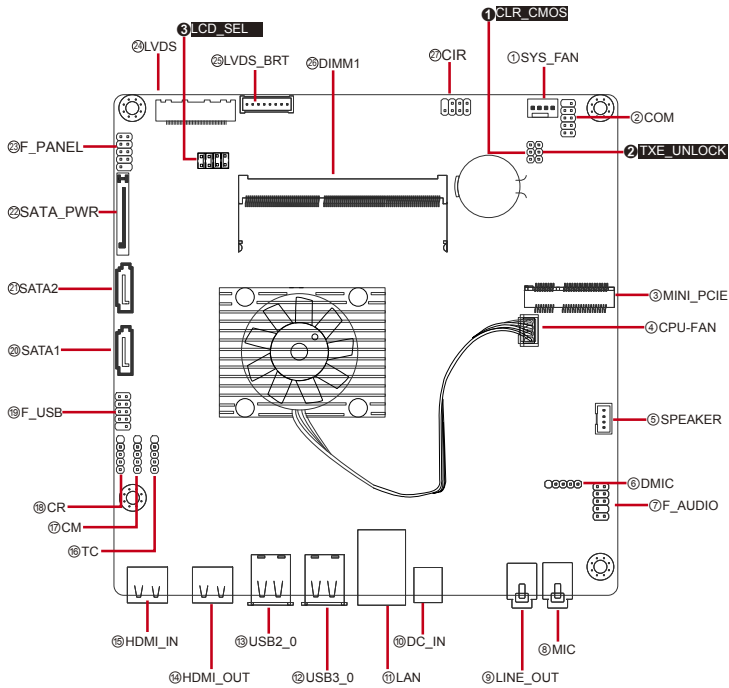 ❶CLR_CMOS
❸LCD_SEL
㉔LVDS
㉕LVDS_BRT
㉖DIMM1
㉗CIR
①SYS_FAN
②COM
㉓F_PANEL
❷TXE_UNLOCK
㉒SATA_PWR
㉑SATA2
③MINI_PCIE
④CPU-FAN
⑳SATA1
⑲F_USB
⑤SPEAKER
⑥DMIC
⑱CR
⑦F_AUDIO
⑰CM
⑯TC
⑮HDMI_IN
⑬USB2_0
⑩DC_IN
⑧MIC
⑭HDMI_OUT
⑫USB3_0
⑪LAN
⑨LINE_OUT